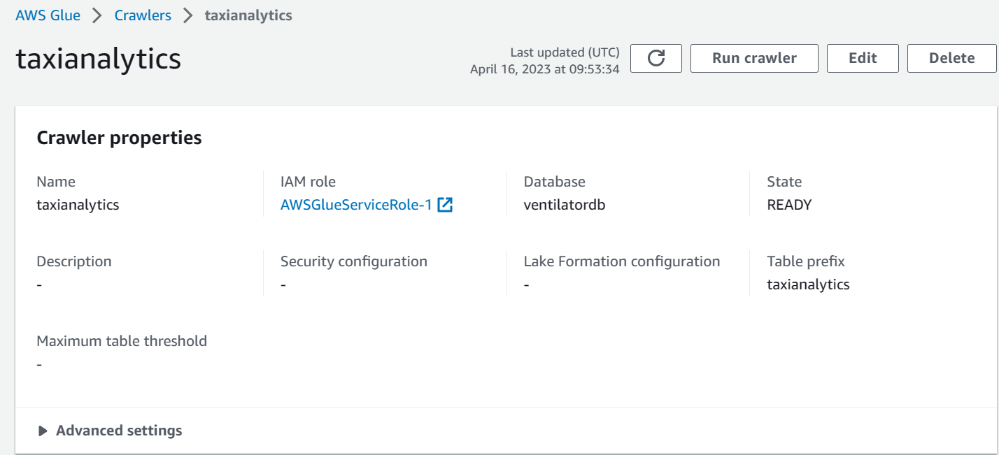 AWS Glue > Crawlers > taxianalytics
taxianalytics
Last updated (UTC)
April 16, 2023 at 09:53:34
Run crawler
Edit
Delete
Crawler properties
Name
taxianalytics
IAM role
AWSGlueServiceRole-1
Database
ventilatordb
State
READY
Description
-
Security configuration
-
Lake Formation configuration
-
Table prefix
taxianalytics
Maximum table threshold
-
Advanced settings